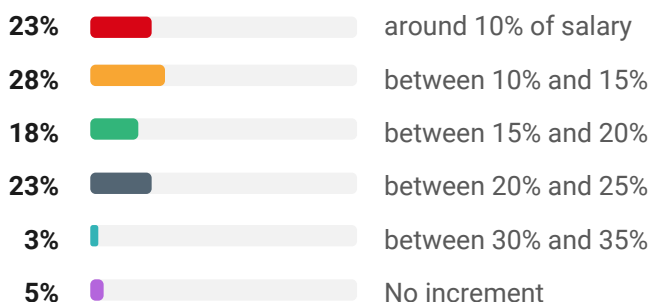 23% around 10% of salary
28% between 10% and 15%
18% between 15% and 20%
23% between 20% and 25%
3% between 30% and 35%
5% No increment